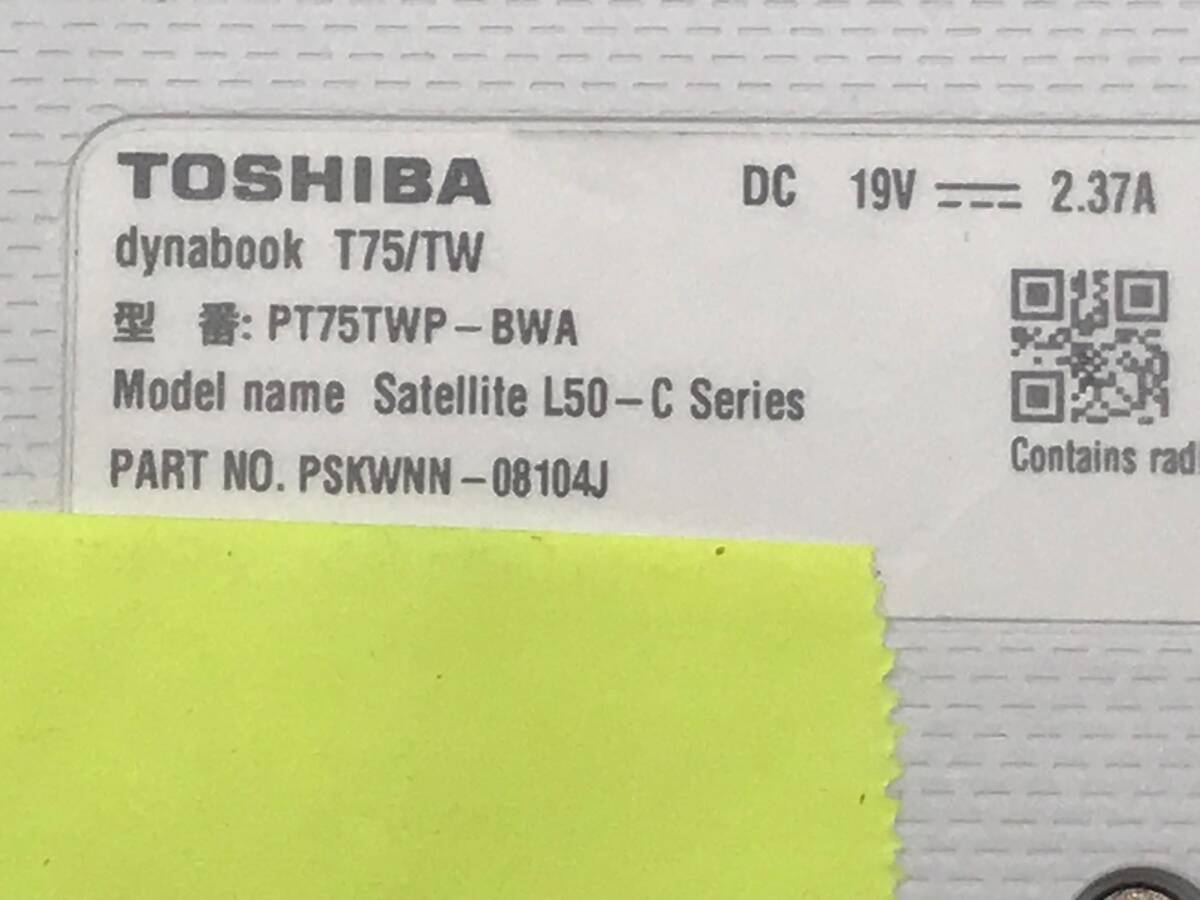 TOSHIBA
DC 19V ⎓ 2.37A
dynabook T75/TW
型 番: PT75TWP-BWA
Model name Satellite L50-C Series
PART NO. PSKWNN-08104J
Contains